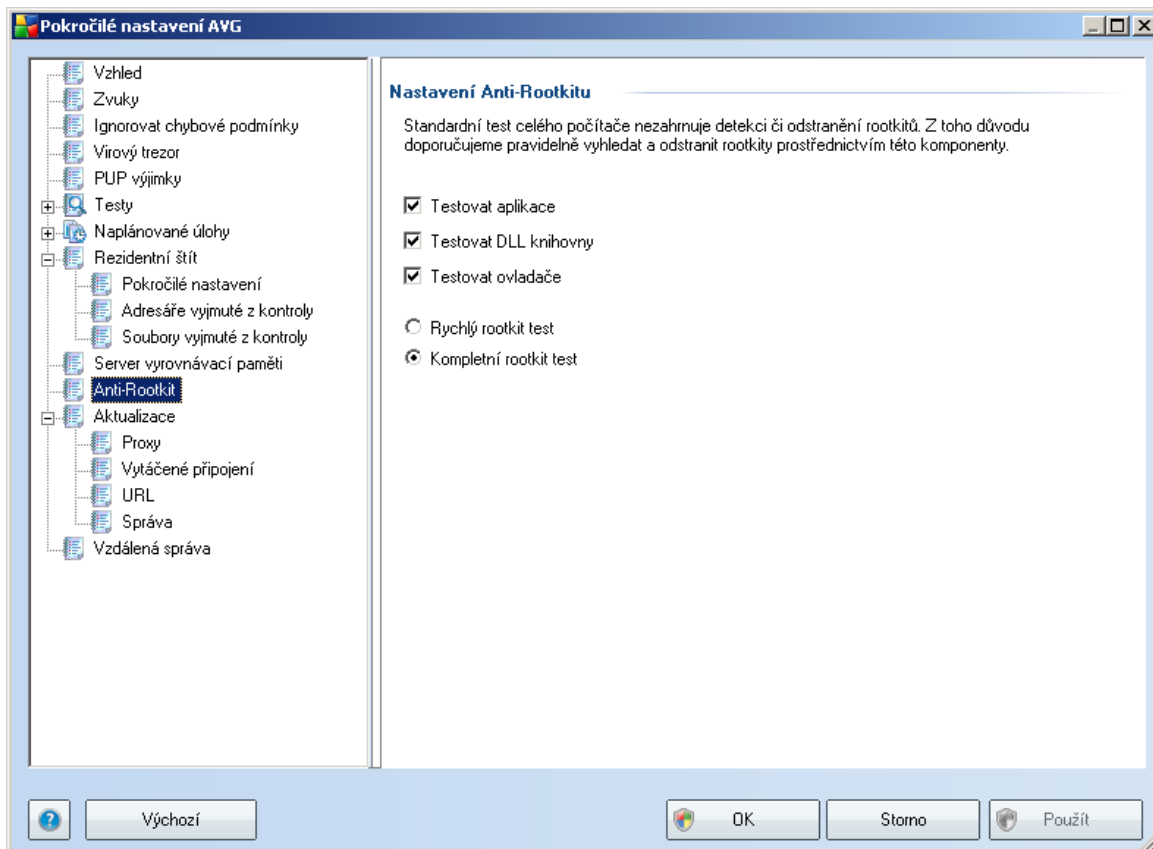 Pokročilé nastavení AVG
Vzhled
Zvuky
Ignorovat chybové podmínky
Virový trezor
PUP výjimky
Testy
Naplánované úlohy
Rezidentní štít
Pokročilé nastavení
Adresáře vyjmuté z kontroly
Soubory vyjmuté z kontroly
Server vyrovnávací paměti
Anti-Rootkit
Aktualizace
Proxy
Vytáčené připojení
URL
Správa
Vzdálená správa
Nastavení Anti-Rootkitu
Standardní test celého počítače nezahrnuje detekci či odstranění rootkitů. Z toho důvodu
doporučujeme pravidelně vyhledat a odstranit rootkity prostřednictvím této komponenty.
Testovat aplikace
Testovat DLL knihovny
Testovat ovladače
Rychlý rootkit test
Kompletní rootkit test
Výchozí
OK
Storno
Použít